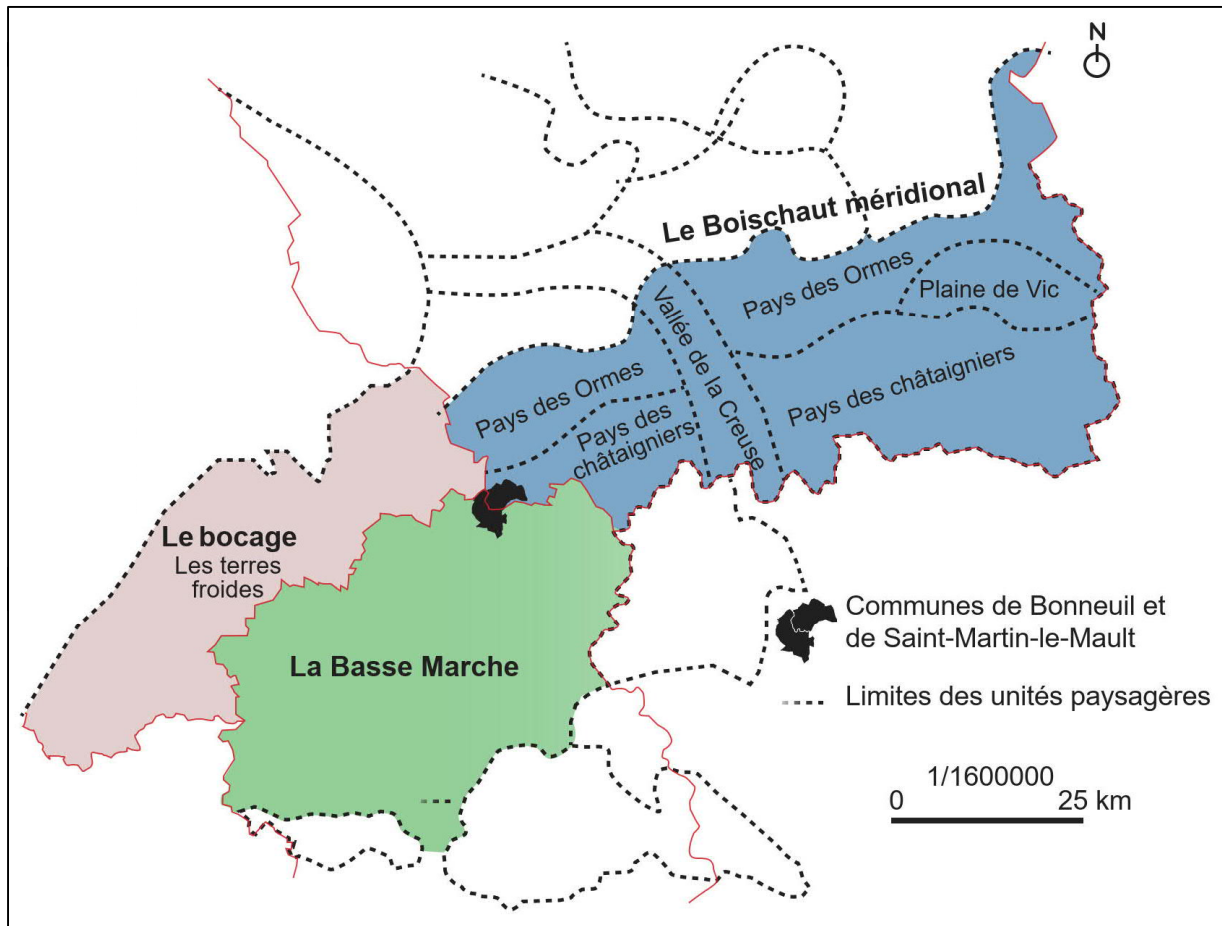 N
Le Boischaut méridional
Pays des Ormes
Plaine de Vic
Vallée de la Creuse
Pays des châtaigniers
Pays des Ormes
Pays des
châtaigniers
Le bocage
Les terres
froides
La Basse Marche
Communes de Bonneuil et
de Saint-Martin-le-Mault
Limites des unités paysagères
1/1600000
0 25 km